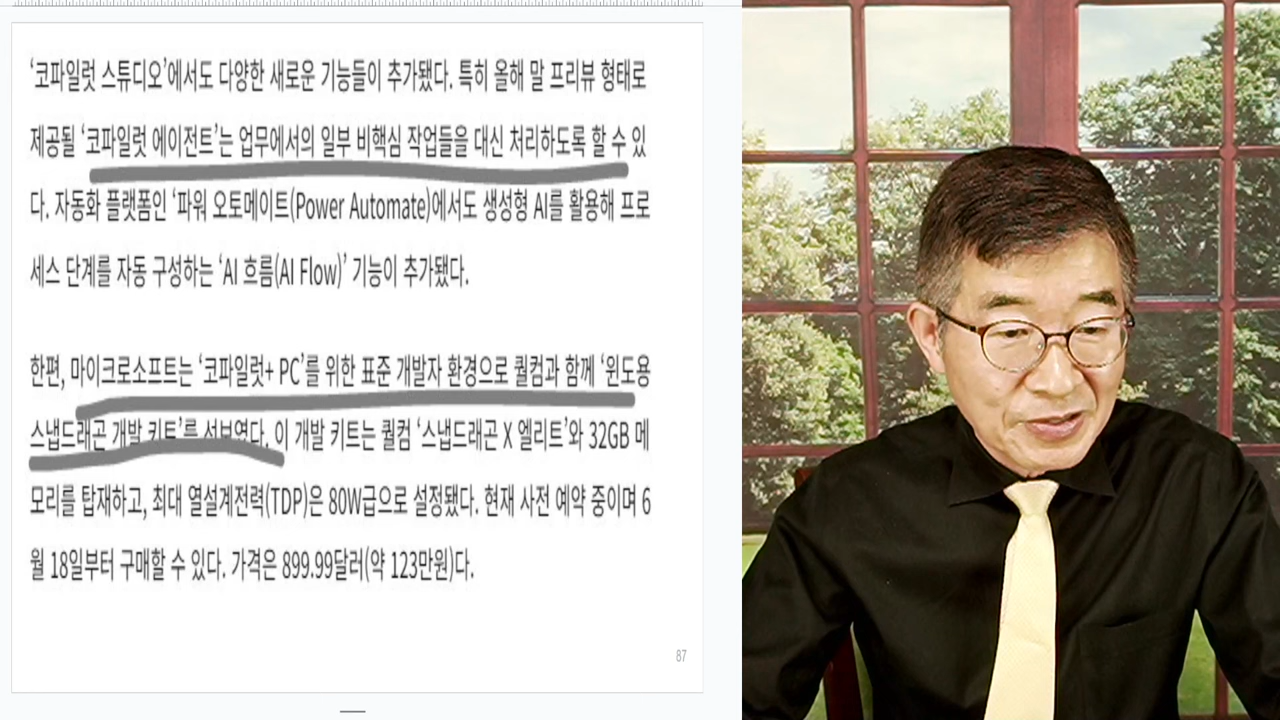 ‘코파일럿 스튜디오’에서도 다양한 새로운 기능들이 추가됐다. 특히 올해 말 프리뷰 형태로
제공될 ‘코파일럿 에이전트’는 업무에서의 일부 비핵심 작업들을 대신 처리하도록 할 수 있
다. 자동화 플랫폼인 ‘파워 오토메이트(Power Automate)에서도 생성형 AI를 활용해 프로
세스 단계를 자동 구성하는 ‘AI 흐름(AI Flow)’ 기능이 추가됐다.
한편, 마이크로소프트는 ‘코파일럿+ PC’를 위한 표준 개발자 환경으로 퀄컴과 함께 ‘윈도용
스냅드래곤 개발 키트’를 선보였다. 이 개발 키트는 퀄컴 ‘스냅드래곤 X 엘리트’와 32GB 메
모리를 탑재하고, 최대 열설계전력(TDP)은 80W급으로 설정됐다. 현재 사전 예약 중이며 6
월 18일부터 구매할 수 있다. 가격은 899.99달러(약 123만원)다.
87